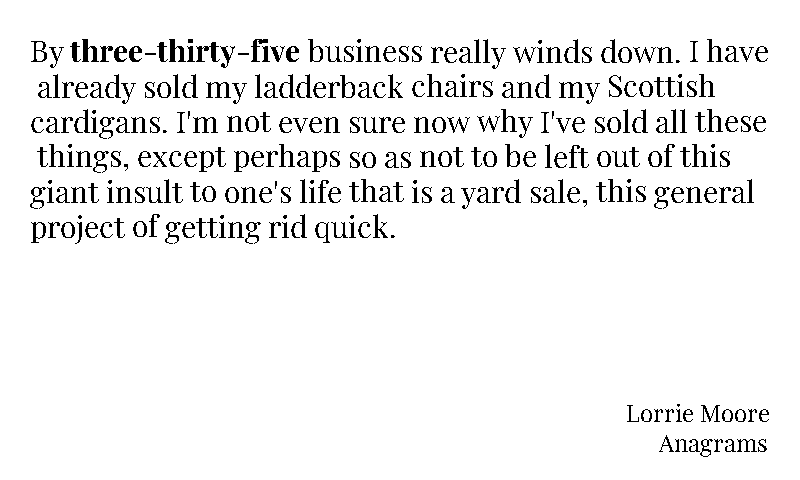 By three-thirty-five business really winds down. I have
already sold my ladderback chairs and my Scottish
cardigans. I'm not even sure now why I've sold all these
things, except perhaps so as not to be left out of this
giant insult to one's life that is a yard sale, this general
project of getting rid quick.
Lorrie Moore
Anagrams